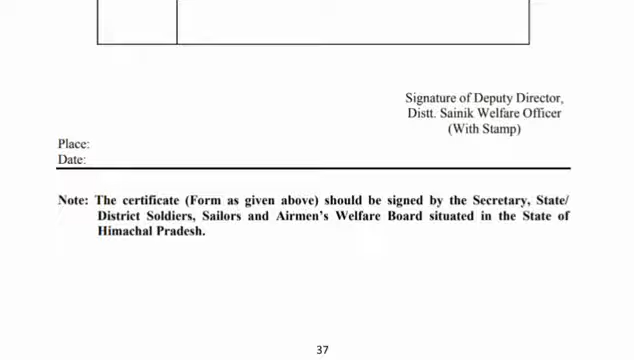 Signature of Deputy Director,
Distt. Sainik Welfare Officer
(With Stamp)
Place:
Date:
Note: The certificate (Form as given above) should be signed by the Secretary, State/
District Soldiers, Sailors and Airmen's Welfare Board situated in the State of
Himachal Pradesh.
37